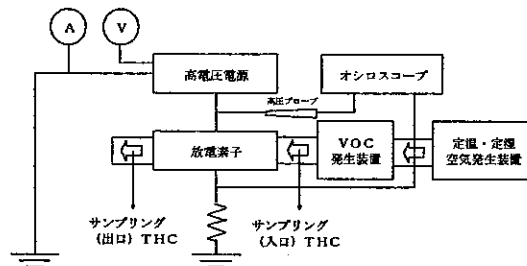 A
V
高電圧電源
オシロスコープ
高圧プローブ
放電素子
VOC
発生装置
定温・定湿
空気発生装置
サンプリング
(出口) THC
サンプリング
(入口) THC